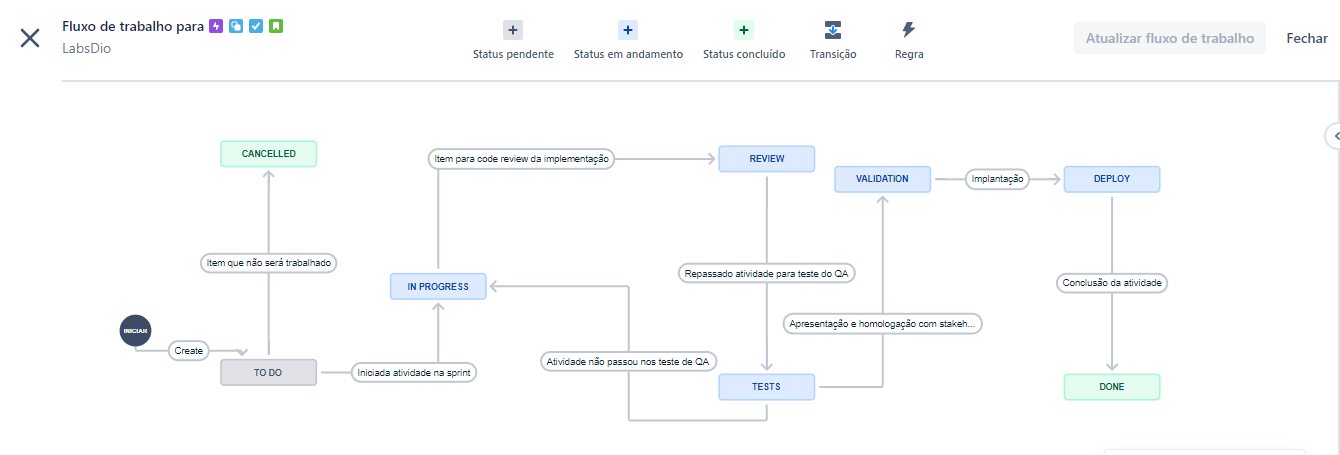 Fluxo de trabalho para
LabsDio
Status pendente
Status em andamento
Status concluído
Transição
Regra
Atualizar fluxo de trabalho
Fechar
CANCELLED
Item para code review da implementação
REVIEW
VALIDATION
Implantação
DEPLOY
Item que não será trabalhado
Repassado atividade para teste do QA
IN PROGRESS
Conclusão da atividade
INICIAR
Create
Apresentação e homologação com stakeh...
TO DO
Iniciada atividade na sprint
Atividade não passou nos teste de QA
TESTS
DONE